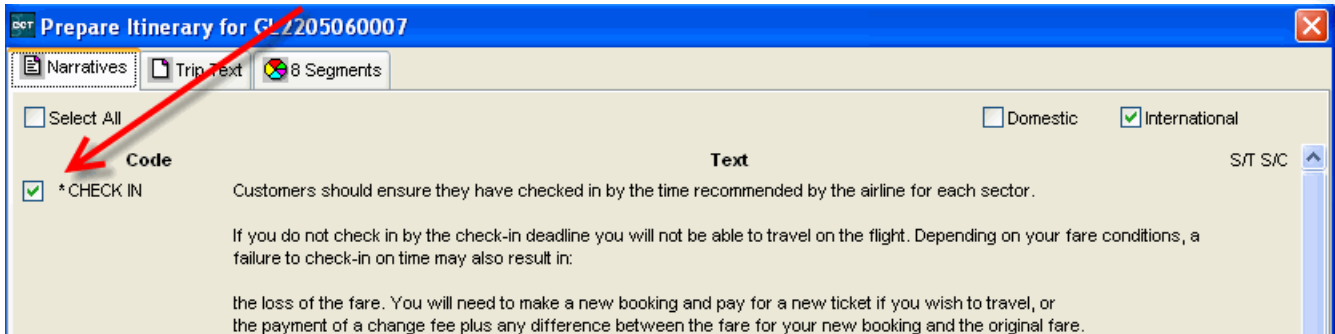 Prepare Itinerary for GL2205060007
Narratives Trip Text 8 Segments
Select All Domestic International
Code Text S/T S/C
* CHECK IN Customers should ensure they have checked in by the time recommended by the airline for each sector.
If you do not check in by the check-in deadline you will not be able to travel on the flight. Depending on your fare conditions, a
failure to check-in on time may also result in:
the loss of the fare. You will need to make a new booking and pay for a new ticket if you wish to travel, or
the payment of a change fee plus any difference between the fare for your new booking and the original fare.